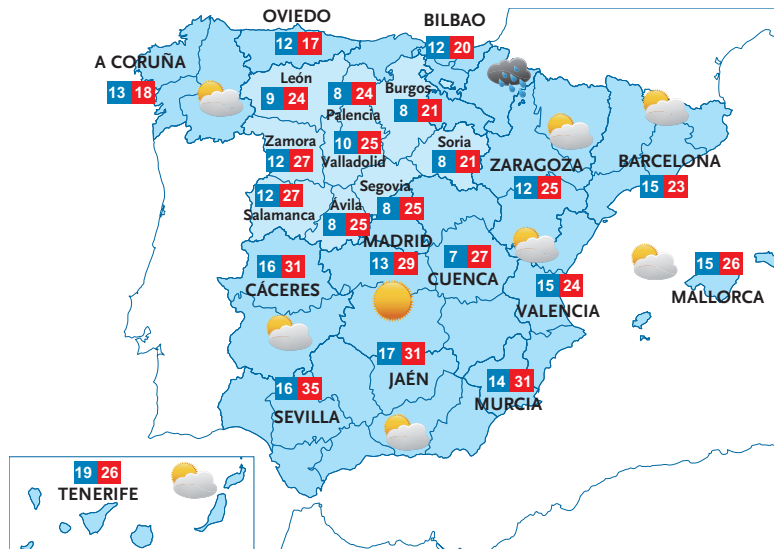 OVIEDO
12 17
BILBAO
12 20
A CORUÑA
13 18
León
9 24
8 24
Palencia
Burgos
8 21
Zamora
12 27
10 25
Valladolid
Soria
8 21
ZARAGOZA
12 25
BARCELONA
15 23
12 27
Salamanca
Ávila
8 25
Segovia
8 25
MADRID
13 29
7 27
CUENCA
16 31
CÁCERES
15 24
VALENCIA
15 26
MALLORCA
17 31
JAÉN
14 31
MURCIA
16 35
SEVILLA
19 26
TENERIFE